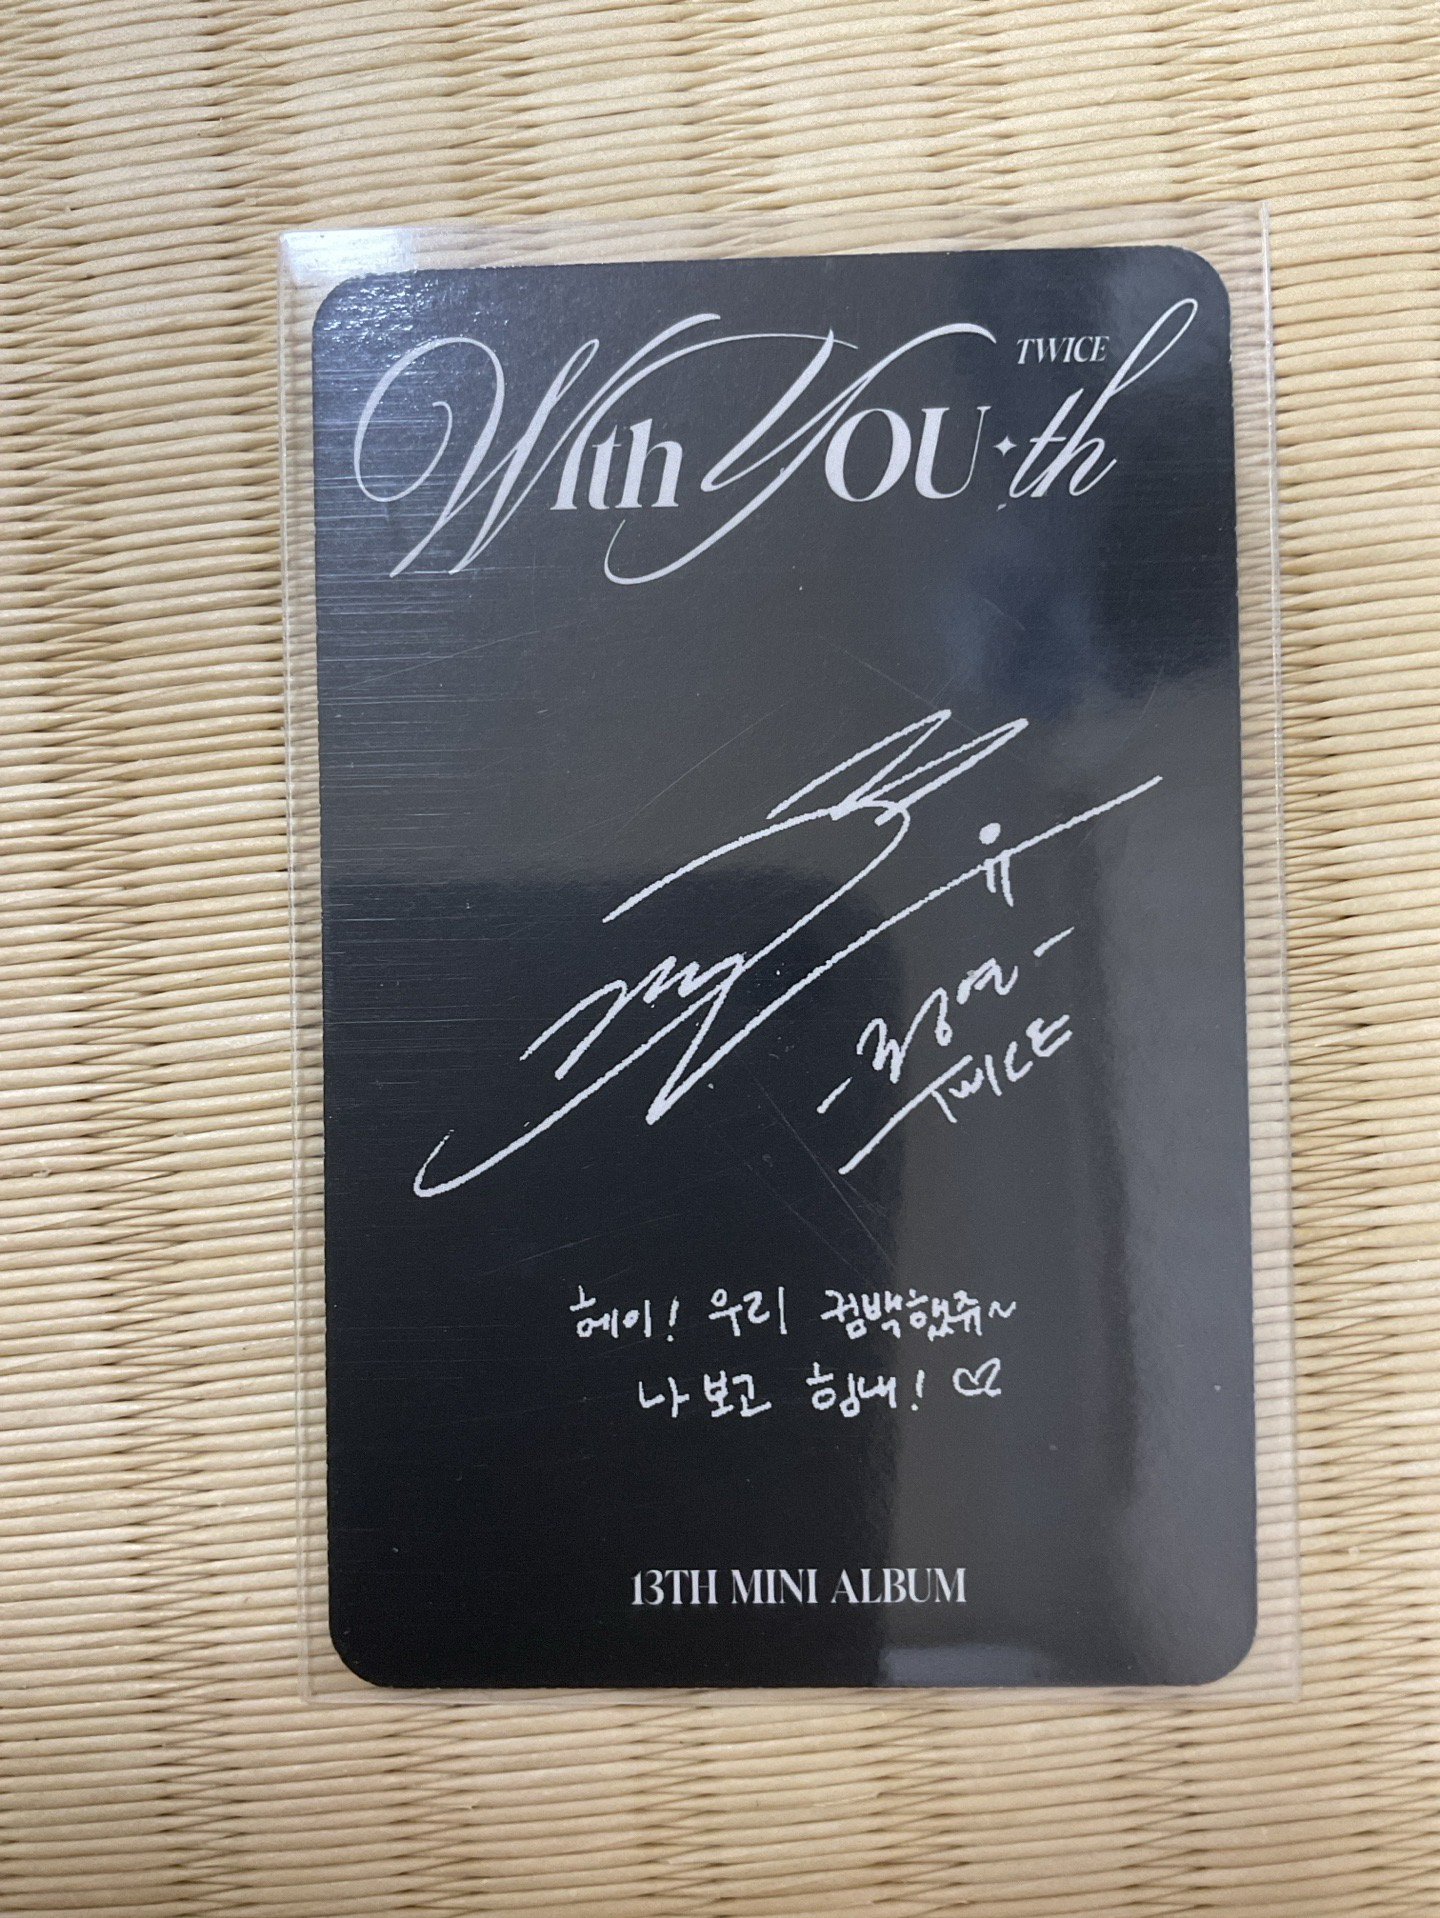 TWICE
With YOU-th
유
-정연-
TWICE
헤이! 우리 컴백했쥬~
나 보고 힘내! ♡
13TH MINI ALBUM